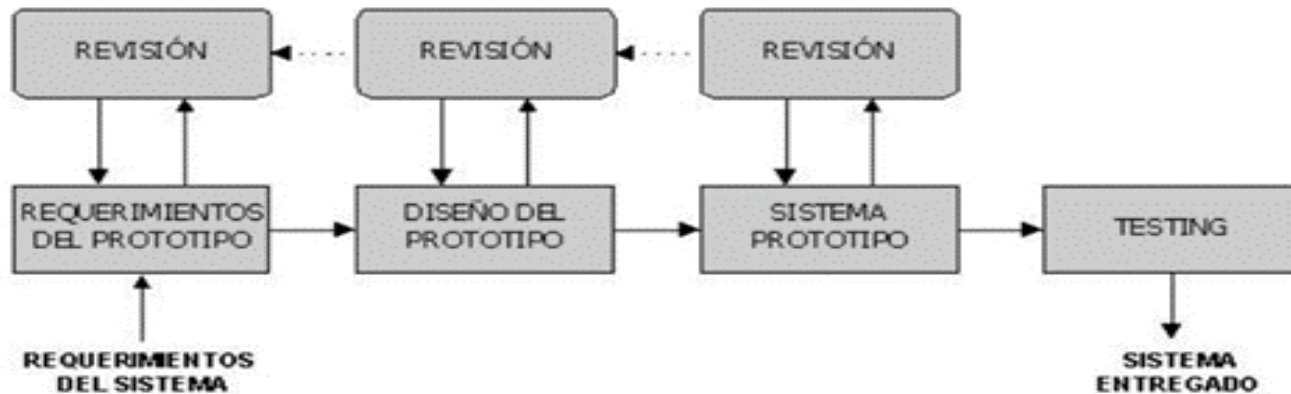 REVISIÓN
REVISIÓN
REVISIÓN
REQUERIMIENTOS
DEL PROTOTIPO
DISEÑO DEL
PROTOTIPO
SISTEMA
PROTOTIPO
TESTING
REQUERIMIENTOS
DEL SISTEMA
SISTEMA
ENTREGADO